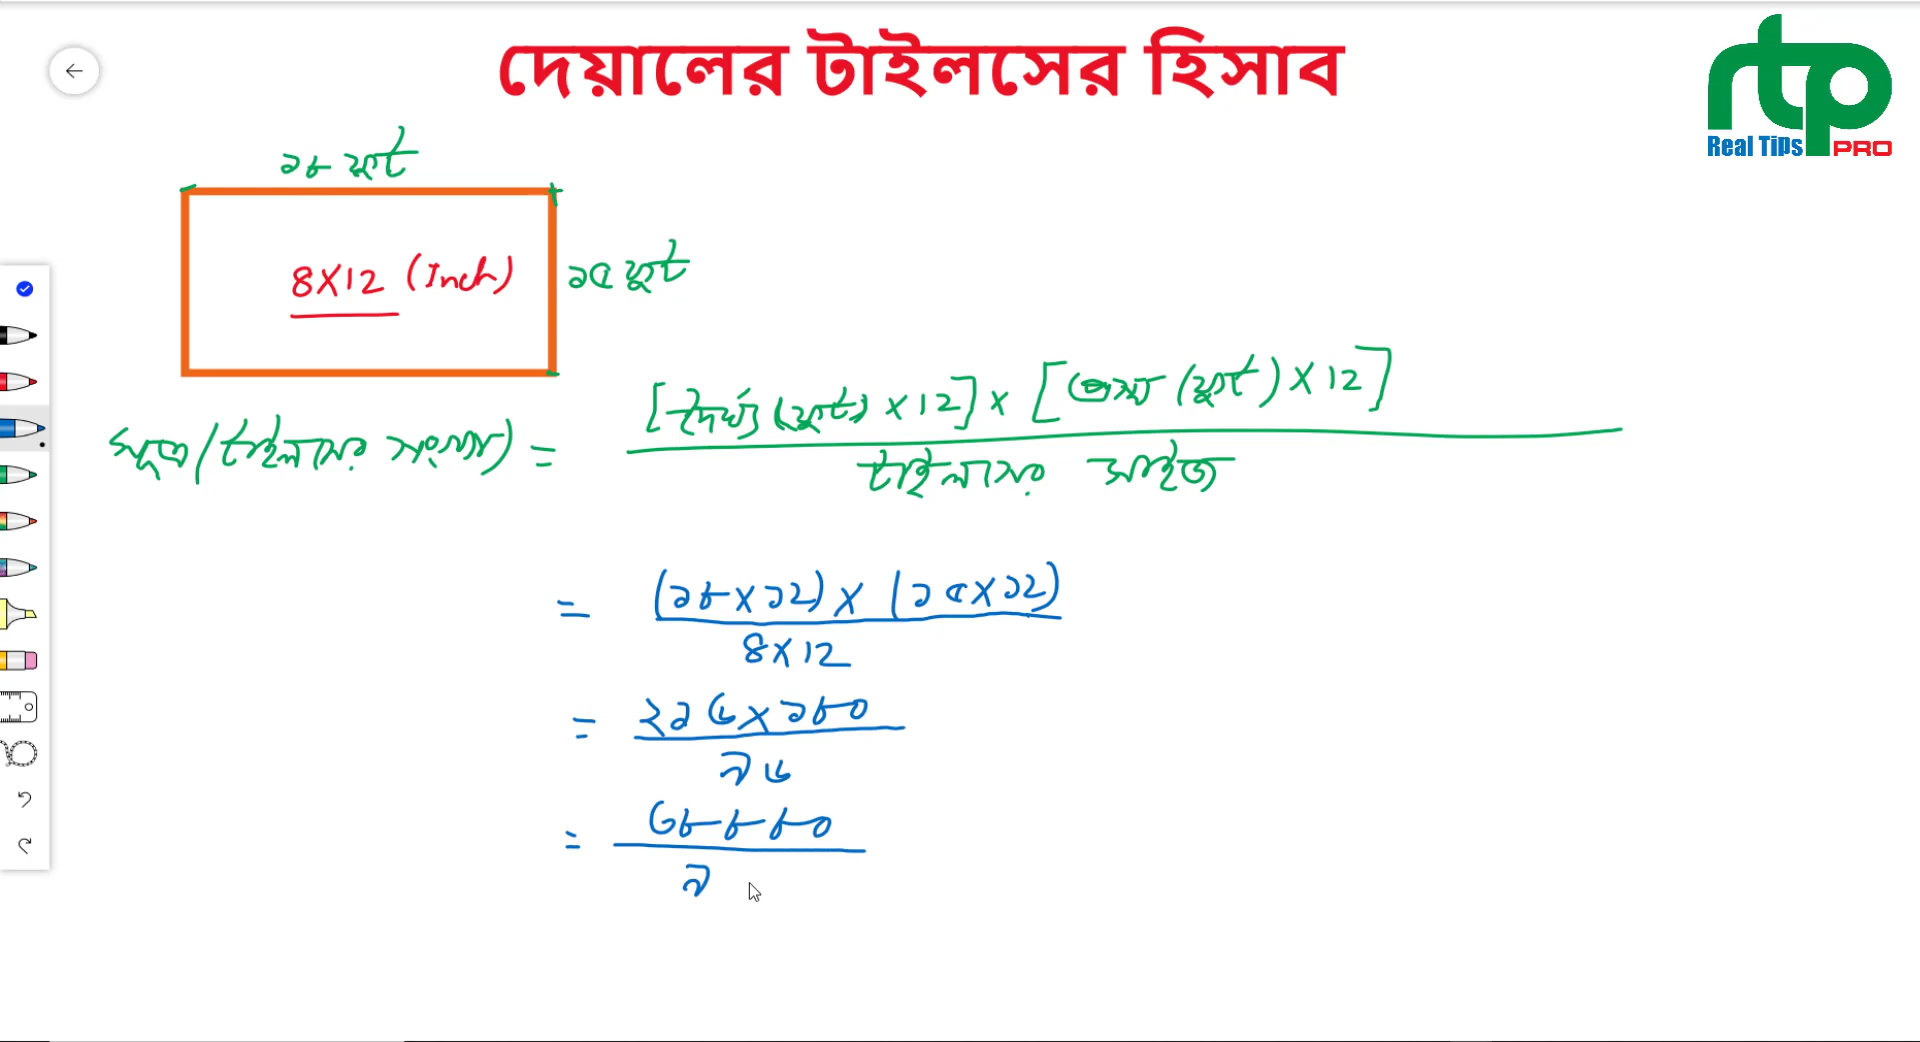 দেয়ালের টাইলসের হিসাব
rtp
Real Tips PRO
১৮ ফুট
8X12 (Inch)
১৫ ফুট
সূত্র/টাইলসের সংখ্যা) = [দৈর্ঘ্য (ফুট) X 12] X [প্রস্থ (ফুট) X 12]
টাইলসের সাইজ
= (১৮X১২) X (১৫X১২)
8X12
= ২১৬X১৮০
৯৬
= ৩৮৮৮০
৯